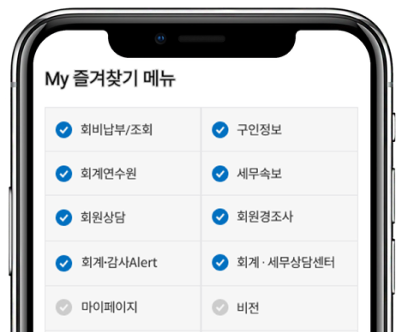 My 즐겨찾기 메뉴
회비납부/조회 구인정보
회계연수원 세무속보
회원상담 회원경조사
회계·감사Alert 회계·세무상담센터
마이페이지 비전